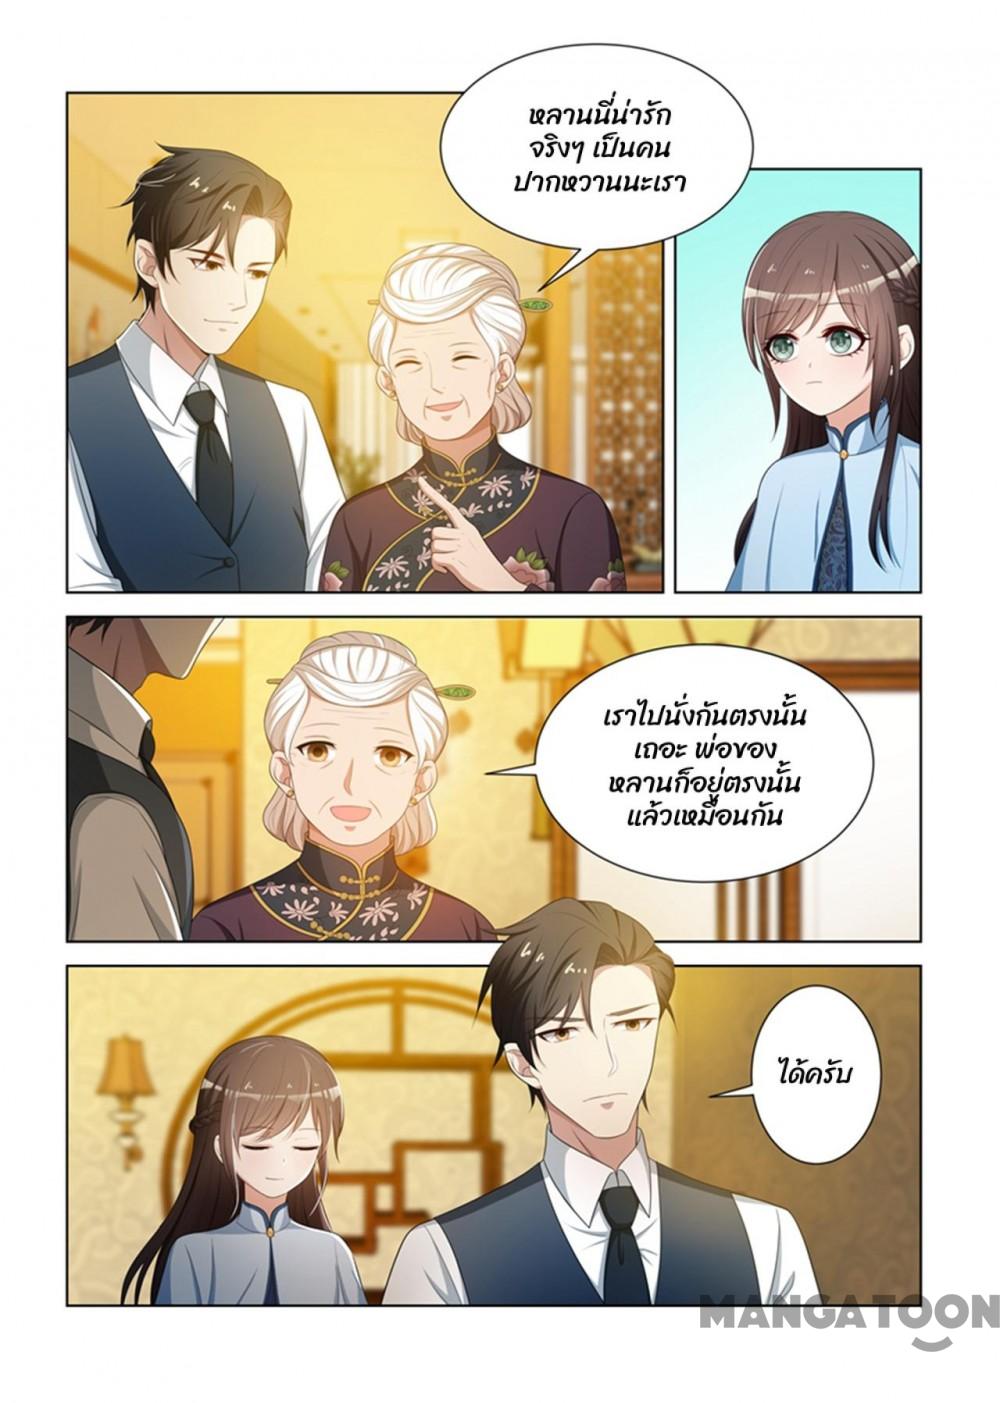 หลานนี่น่ารัก
จริงๆ เป็นคน
ปากหวานนะเรา
เราไปนั่งกันตรงนั้น
เถอะ พ่อของ
หลานก็อยู่ตรงนั้น
แล้วเหมือนกัน
ได้ครับ
MANGATOON